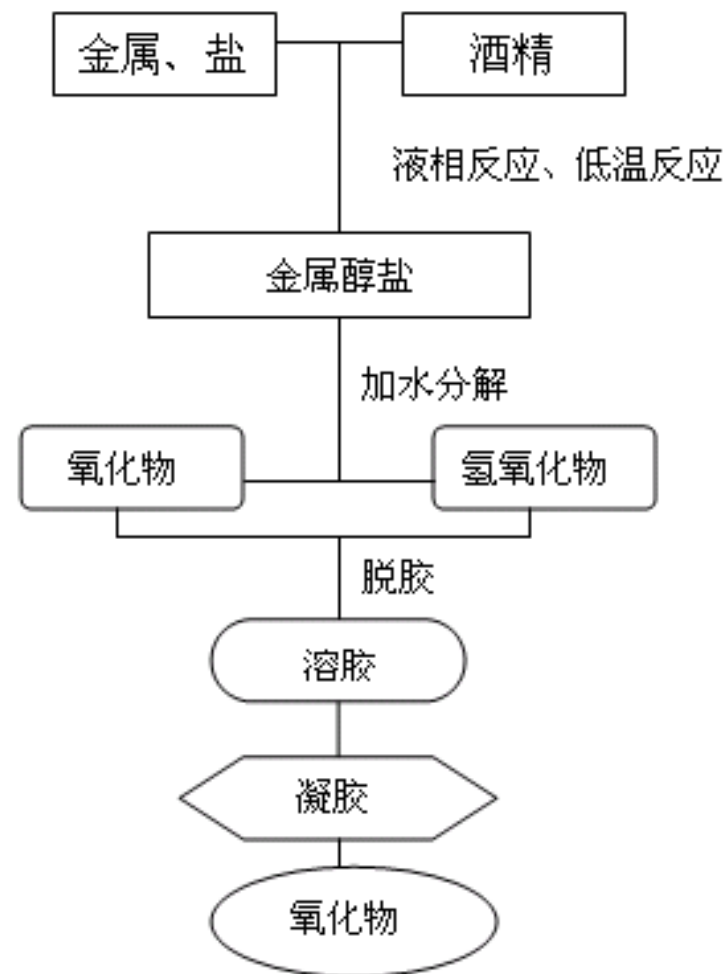 金属、盐
酒精
液相反应、低温反应
金属醇盐
加水分解
氧化物
氢氧化物
脱胶
溶胶
凝胶
氧化物